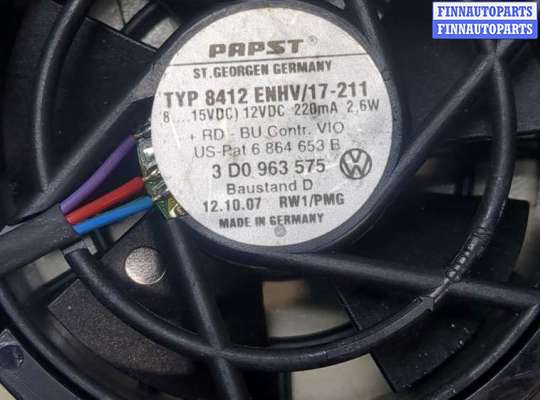 FINNAUTOPARTS
FINNAUTOPARTS
PAPST
ST.GEORGEN GERMANY
TYP 8412 ENHV/17-211
8....15VDC) 12VDC 220mA 2,6W
+ RD - BU Contr. VIO
US-Pat 6 864 653 B
3 D0 963 575
Baustand D
12.10.07 RW1/PMG
MADE IN GERMANY